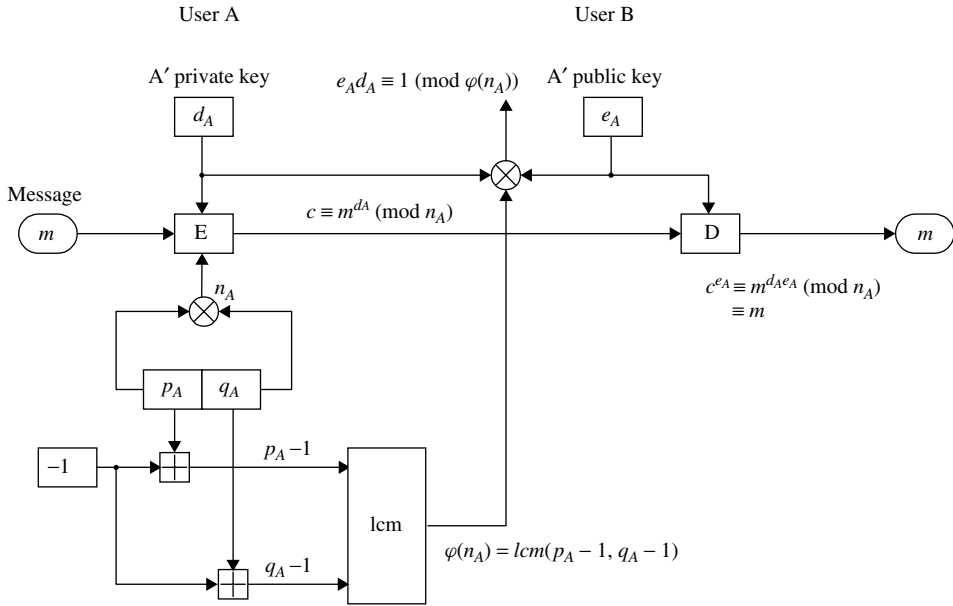 User A
User B
A′ private key
e_A d_A ≡ 1 (mod φ(n_A))
A′ public key
d_A
e_A
Message
m
E
c ≡ m^{dA} (mod n_A)
D
m
n_A
c^{e_A} ≡ m^{d_A e_A} (mod n_A)
≡ m
p_A
q_A
−1
p_A −1
lcm
φ(n_A) = lcm(p_A − 1, q_A − 1)
q_A −1